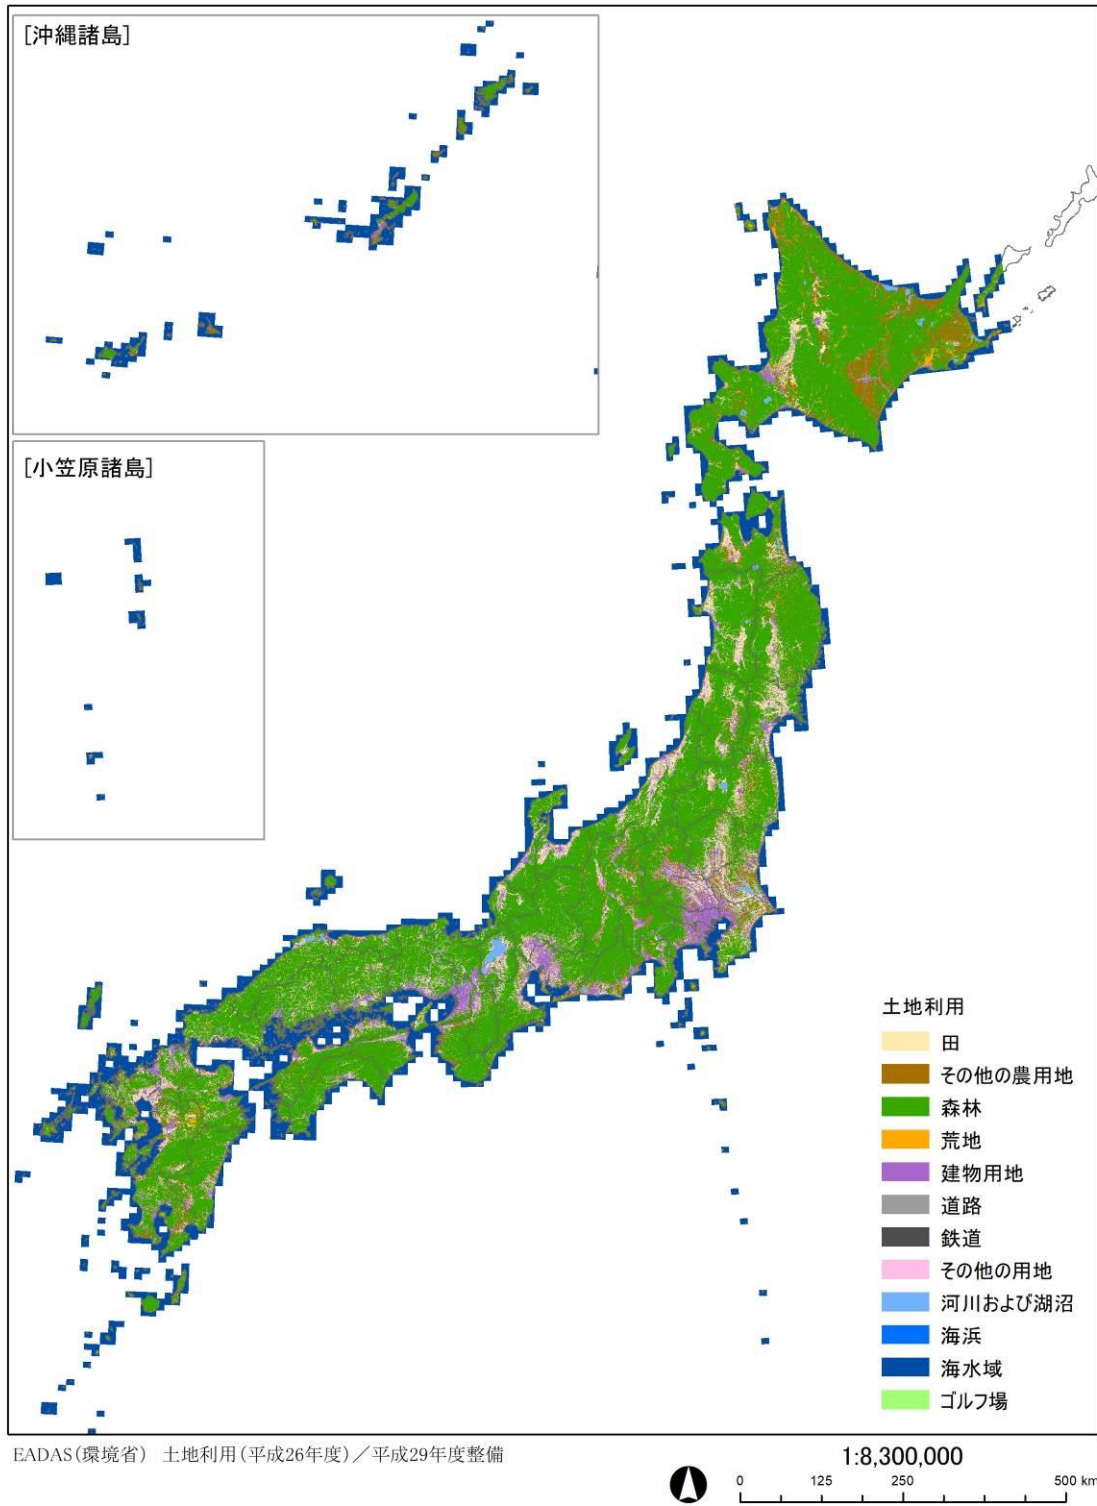 [沖縄諸島]
[小笠原諸島]
土地利用
田
その他の農用地
森林
荒地
建物用地
道路
鉄道
その他の用地
河川および湖沼
海浜
海水域
ゴルフ場
EADAS(環境省) 土地利用(平成26年度)/平成29年度整備
1:8,300,000
0 125 250 500 km